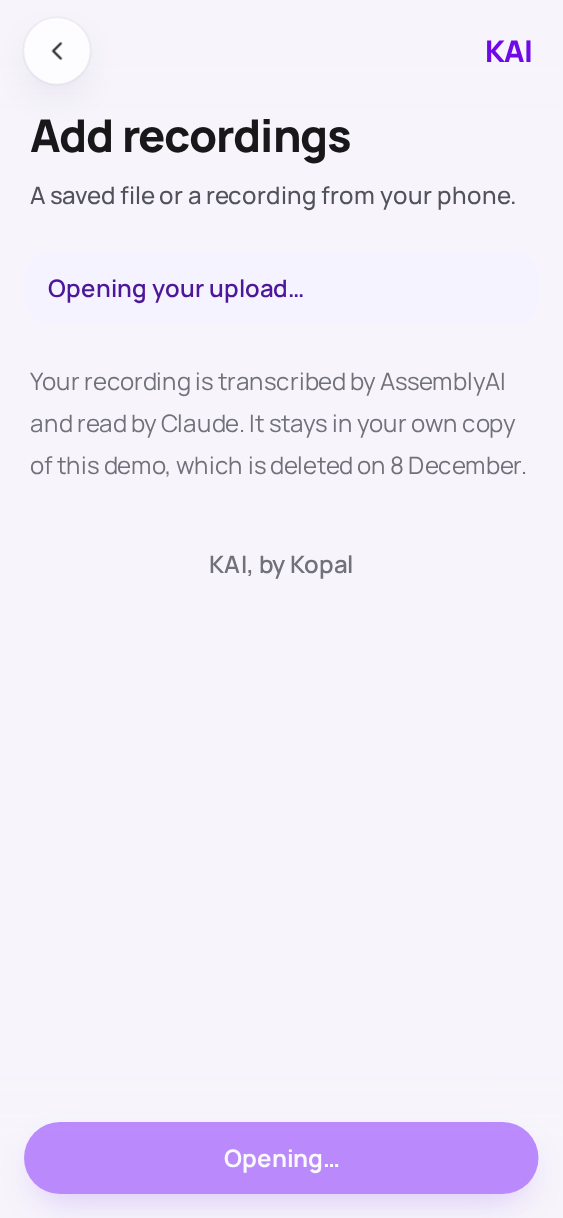 KAI
Add recordings
A saved file or a recording from your phone.
Opening your upload…
Your recording is transcribed by AssemblyAI
and read by Claude. It stays in your own copy
of this demo, which is deleted on 8 December.
KAI, by Kopal
Opening…